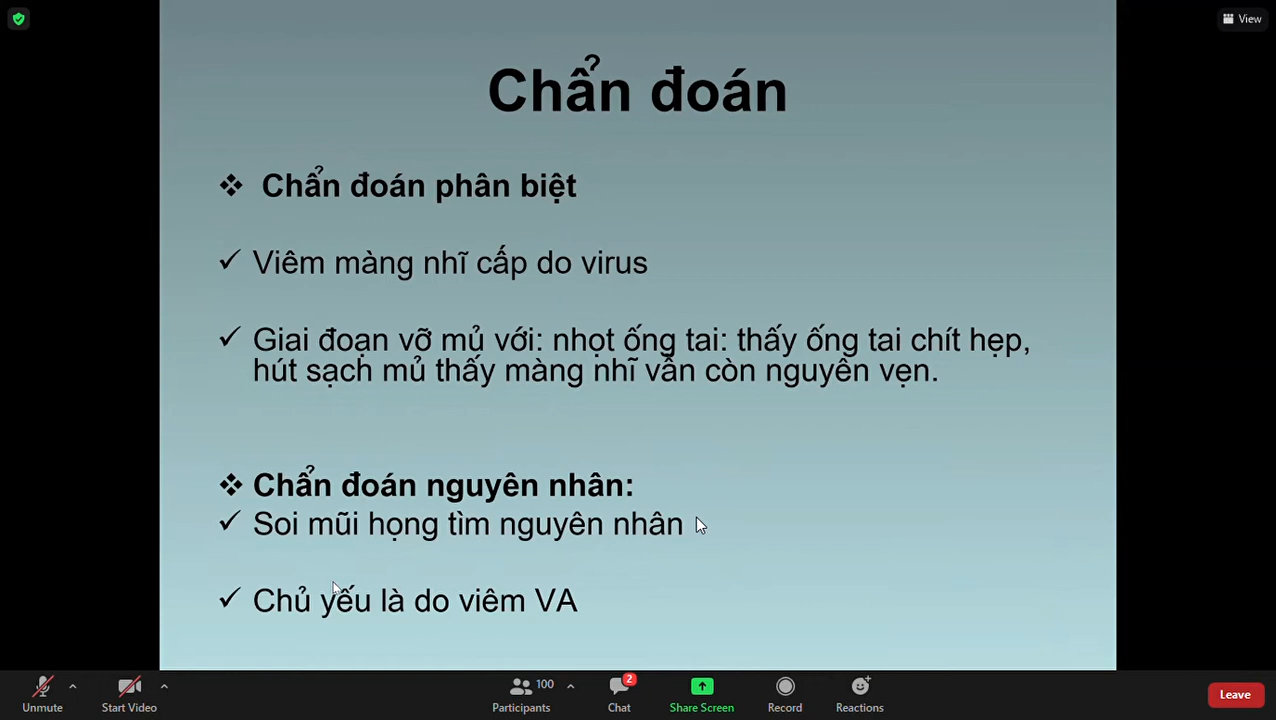 View
Chẩn đoán
❖ Chẩn đoán phân biệt
✓ Viêm màng nhĩ cấp do virus
✓ Giai đoạn vỡ mủ với: nhọt ống tai: thấy ống tai chít hẹp,
hút sạch mủ thấy màng nhĩ vẫn còn nguyên vẹn.
❖ Chẩn đoán nguyên nhân:
✓ Soi mũi họng tìm nguyên nhân
✓ Chủ yếu là do viêm VA
100
2
Unmute
Start Video
Participants
Chat
Share Screen
Record
Reactions
Leave